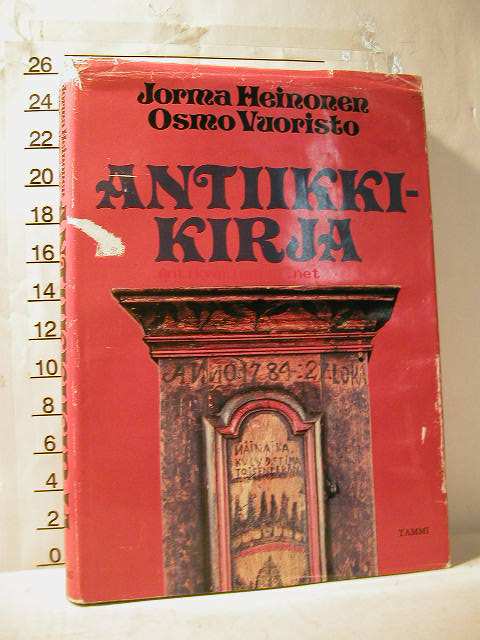 Jorma Heinonen
Osmo Vuoristo
ANTIIKKI-
KIRJA
.net
ANNO 1784:
TAMMI
26
24
22
20
18
16
14
12
10
8
6
4
2
0